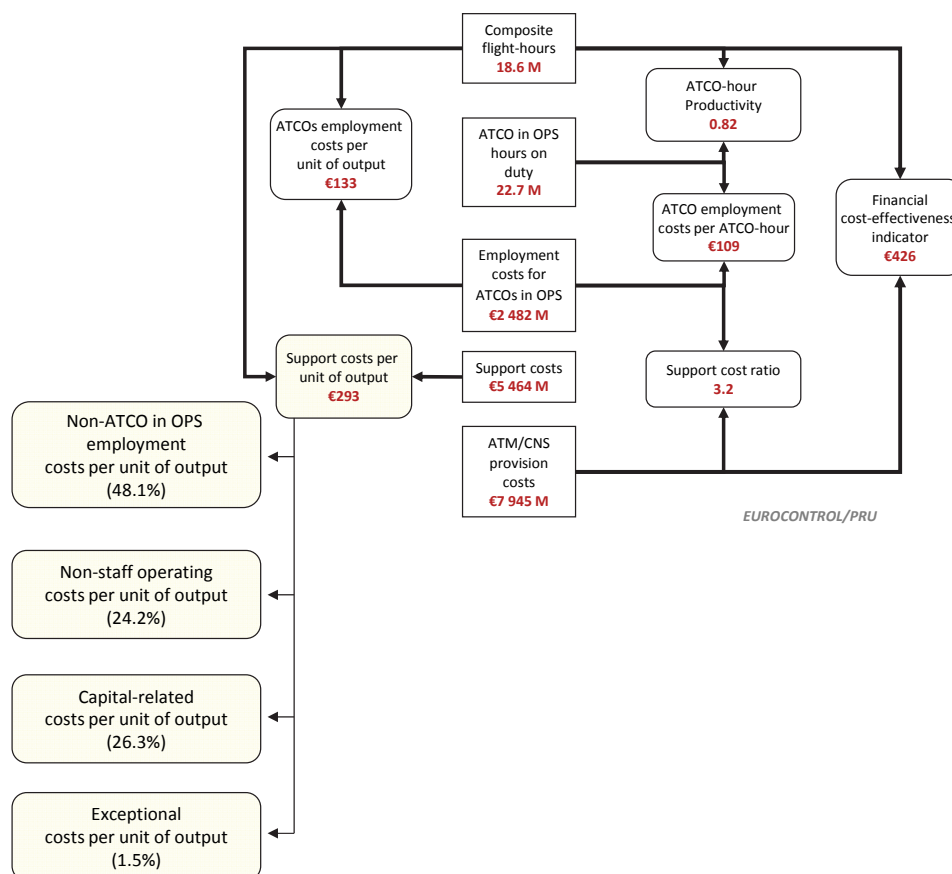 Composite
flight-hours
18.6 M
ATCO-hour
Productivity
0.82
ATCOs employment
costs per
unit of output
€133
ATCO in OPS
hours on
duty
22.7 M
ATCO employment
costs per ATCO-hour
€109
Financial
cost-effectiveness
indicator
€426
Employment
costs for
ATCOs in OPS
€2 482 M
Support costs per
unit of output
€293
Support costs
€5 464 M
Support cost ratio
3.2
Non-ATCO in OPS
employment
costs per unit of output
(48.1%)
ATM/CNS
provision
costs
€7 945 M
EUROCONTROL/PRU
Non-staff operating
costs per unit of output
(24.2%)
Capital-related
costs per unit of output
(26.3%)
Exceptional
costs per unit of output
(1.5%)